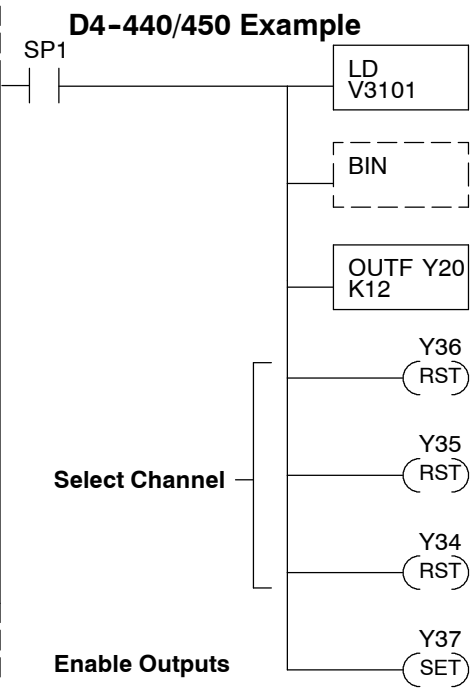 D4-440/450 Example
SP1
LD
V3101
BIN
OUTF Y20
K12
Y36
RST
Y35
RST
Select Channel
Y34
RST
Y37
Enable Outputs
SET